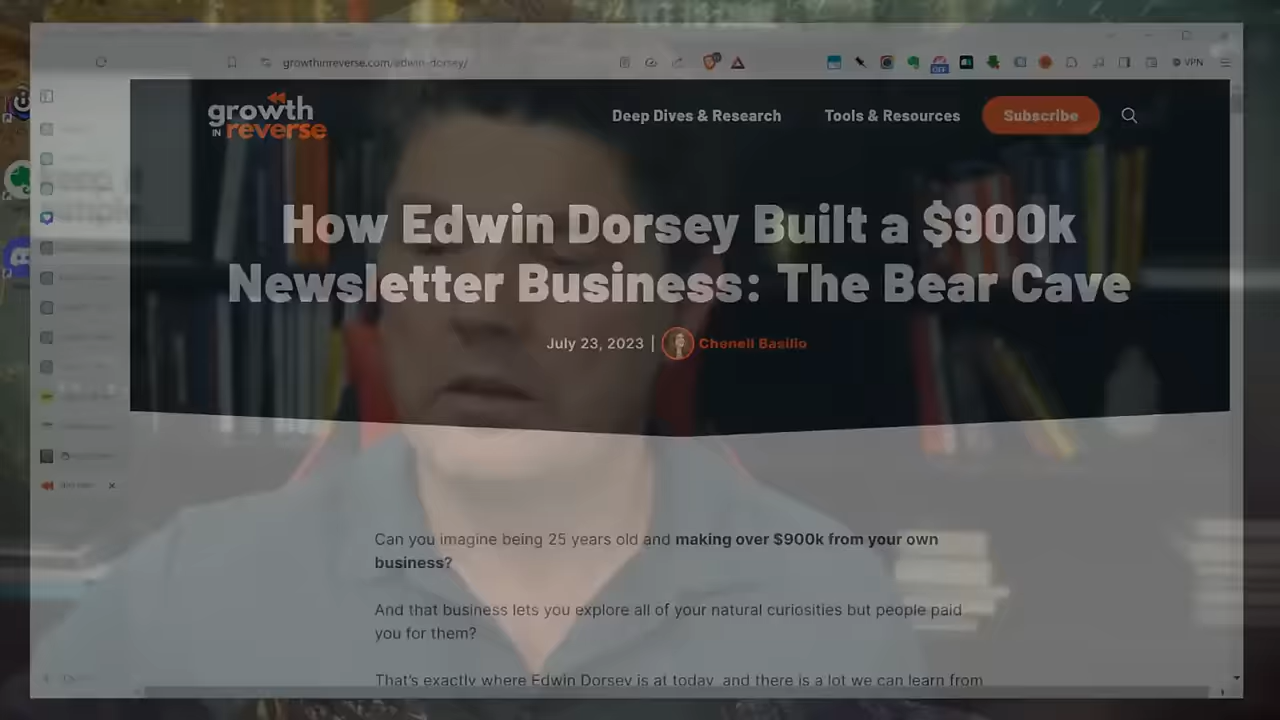 growthinreverse.com/edwin-dorsey/
VPN
growth
IN reverse
Deep Dives & Research
Tools & Resources
Subscribe
How Edwin Dorsey Built a $900k
Newsletter Business: The Bear Cave
July 23, 2023 | Chenell Basilio
Can you imagine being 25 years old and making over $900k from your own
business?
And that business lets you explore all of your natural curiosities but people paid
you for them?
That's exactly where Edwin Dorsey is at today, and there is a lot we can learn from